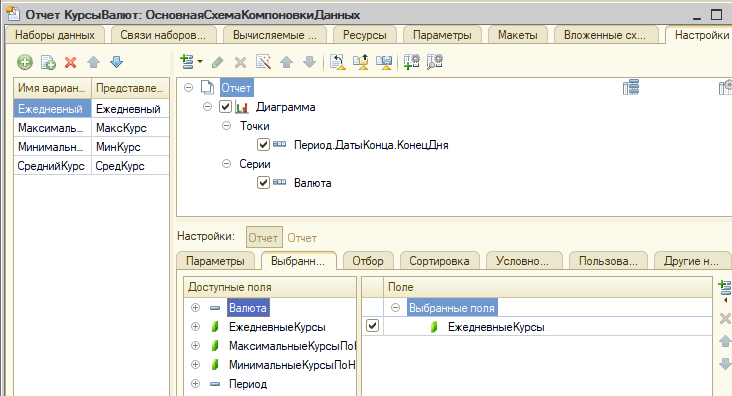 Отчет КурсыВалют: ОсновнаяСхемаКомпоновкиДанных
Наборы данных Связи наборов... Вычисляемые ... Ресурсы Параметры Макеты Вложенные сх... Настройки
Имя вариан... Представле...
Ежедневный Ежедневный
Максималь... МаксКурс
Минимальн... МинКурс
СреднийКурс СредКурс
Отчет
Диаграмма
Точки
Период.ДатыКонца.КонецДня
Серии
Валюта
Настройки: Отчет Отчет
Параметры Выбранн... Отбор Сортировка Условно... Пользова... Другие н...
Доступные поля
Валюта
ЕжедневныеКурсы
МаксимальныеКурсыПоН
МинимальныеКурсыПоН
Период
Поле
Выбранные поля
ЕжедневныеКурсы